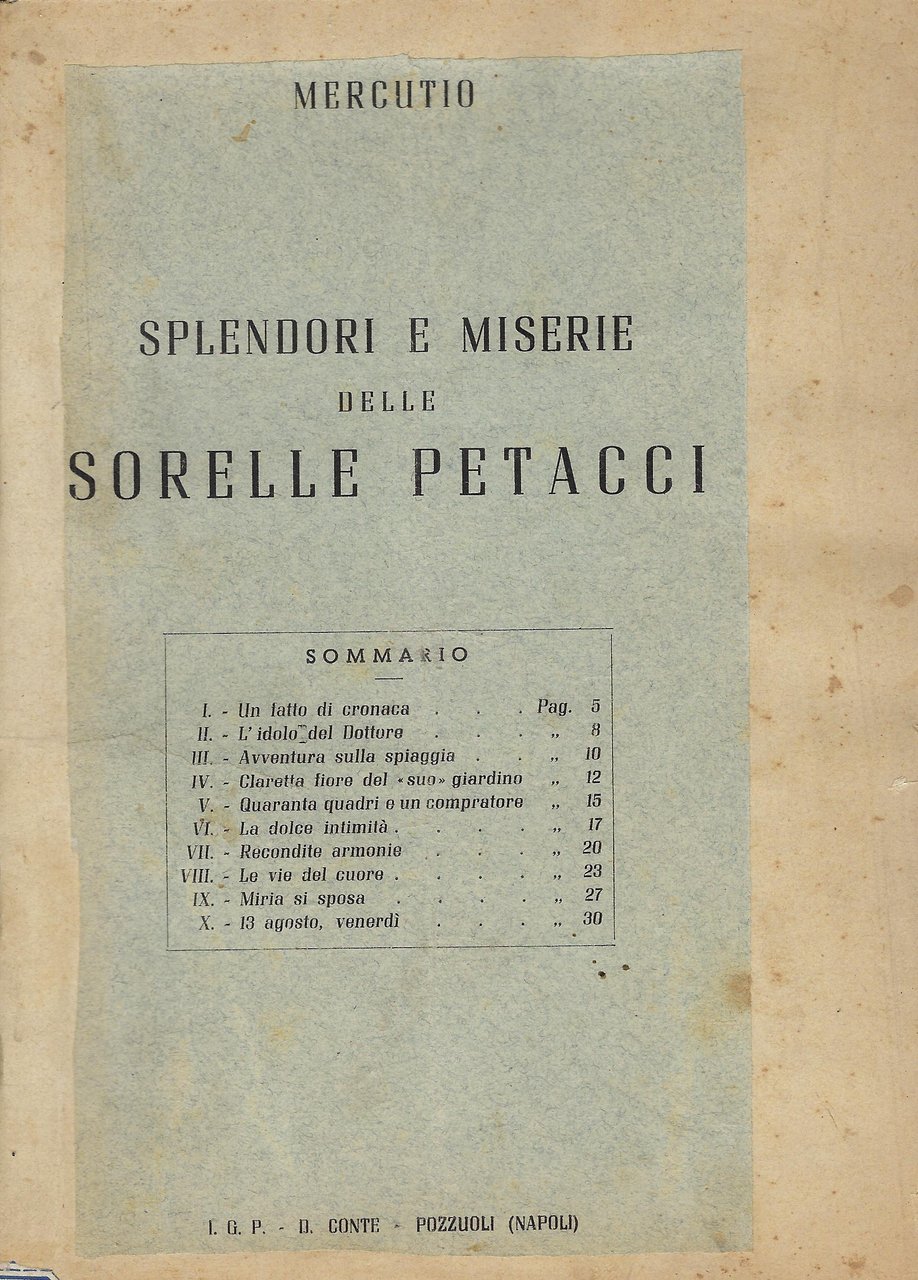 MERCUTIO
SPLENDORI E MISERIE
DELLE
SORELLE PETACCI
SOMMARIO
I. - Un fatto di cronaca . . . Pag. 5
II. - L'idolo del Dottore . . . „ 8
III. - Avventura sulla spiaggia . . „ 10
IV. - Claretta fiore del «suo» giardino „ 12
V. - Quaranta quadri e un compratore „ 15
VI. - La dolce intimità . . . . „ 17
VII. - Recondite armonie . . . „ 20
VIII. - Le vie del cuore . . . . „ 23
IX. - Miria si sposa . . . . „ 27
X. - 13 agosto, venerdì . . . „ 30
I. G. P. - D. CONTE - POZZUOLI (NAPOLI)